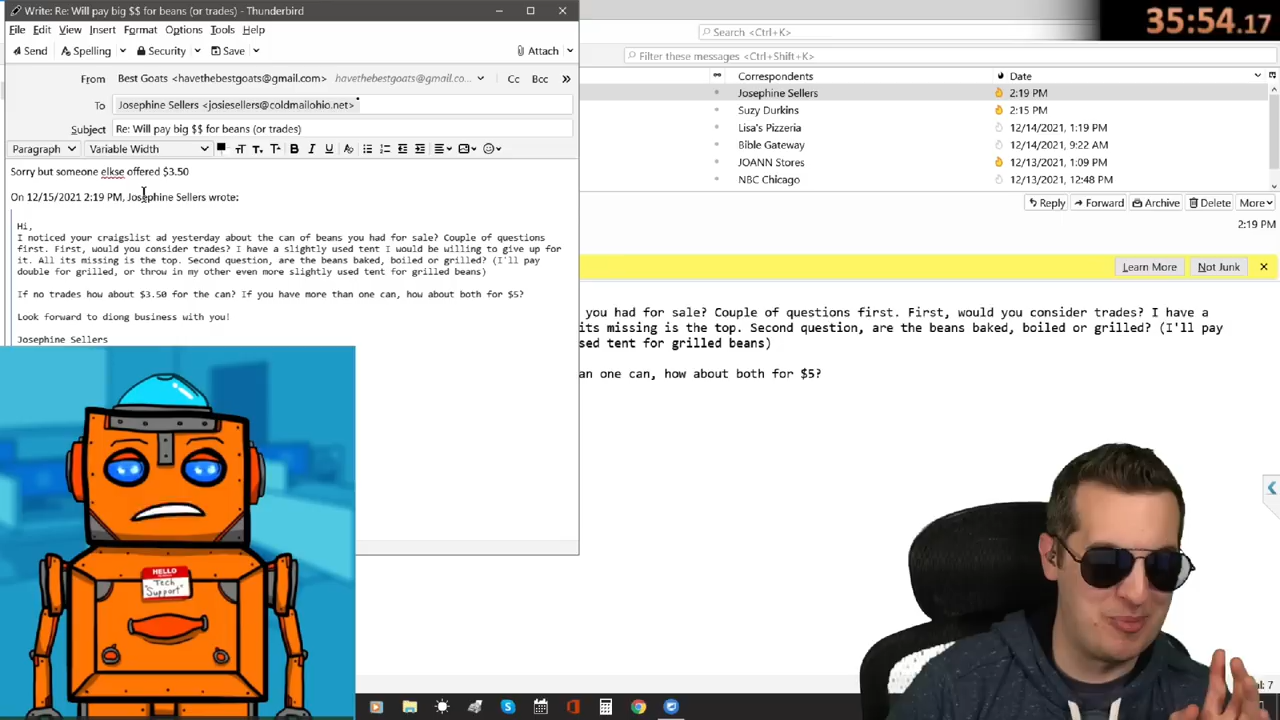 Write: Re: Will pay big $$ for beans (or trades) - Thunderbird
35:54.17
File Edit View Insert Format Options Tools Help
Search <Ctrl+K>
Send Spelling Security Save Attach
Filter these messages <Ctrl+Shift+K>
From Best Goats <havethebestgoats@gmail.com> havethebestgoats@gmail.co... Cc Bcc »
Correspondents Date
To Josephine Sellers <josiesellers@coldmailohio.net>
Josephine Sellers 2:19 PM
Suzy Durkins 2:15 PM
Subject Re: Will pay big $$ for beans (or trades)
Lisa's Pizzeria 12/14/2021, 1:19 PM
Paragraph Variable Width
Bible Gateway 12/14/2021, 9:22 AM
JOANN Stores 12/13/2021, 1:09 PM
Sorry but someone elkse offered $3.50
NBC Chicago 12/13/2021, 12:48 PM
On 12/15/2021 2:19 PM, Josephine Sellers wrote:
Reply Forward Archive Delete More
2:19 PM
Hi,
I noticed your craigslist ad yesterday about the can of beans you had for sale? Couple of questions
first. First, would you consider trades? I have a slightly used tent I would be willing to give up for
it. All its missing is the top. Second question, are the beans baked, boiled or grilled? (I'll pay
double for grilled, or throw in my other even more slightly used tent for grilled beans)
If no trades how about $3.50 for the can? If you have more than one can, how about both for $5?
Look forward to diong business with you!
Josephine Sellers
Learn More Not Junk
you had for sale? Couple of questions first. First, would you consider trades? I have a
its missing is the top. Second question, are the beans baked, boiled or grilled? (I'll pay
sed tent for grilled beans)
an one can, how about both for $5?
HELLO
Tech
"Support"
: 7